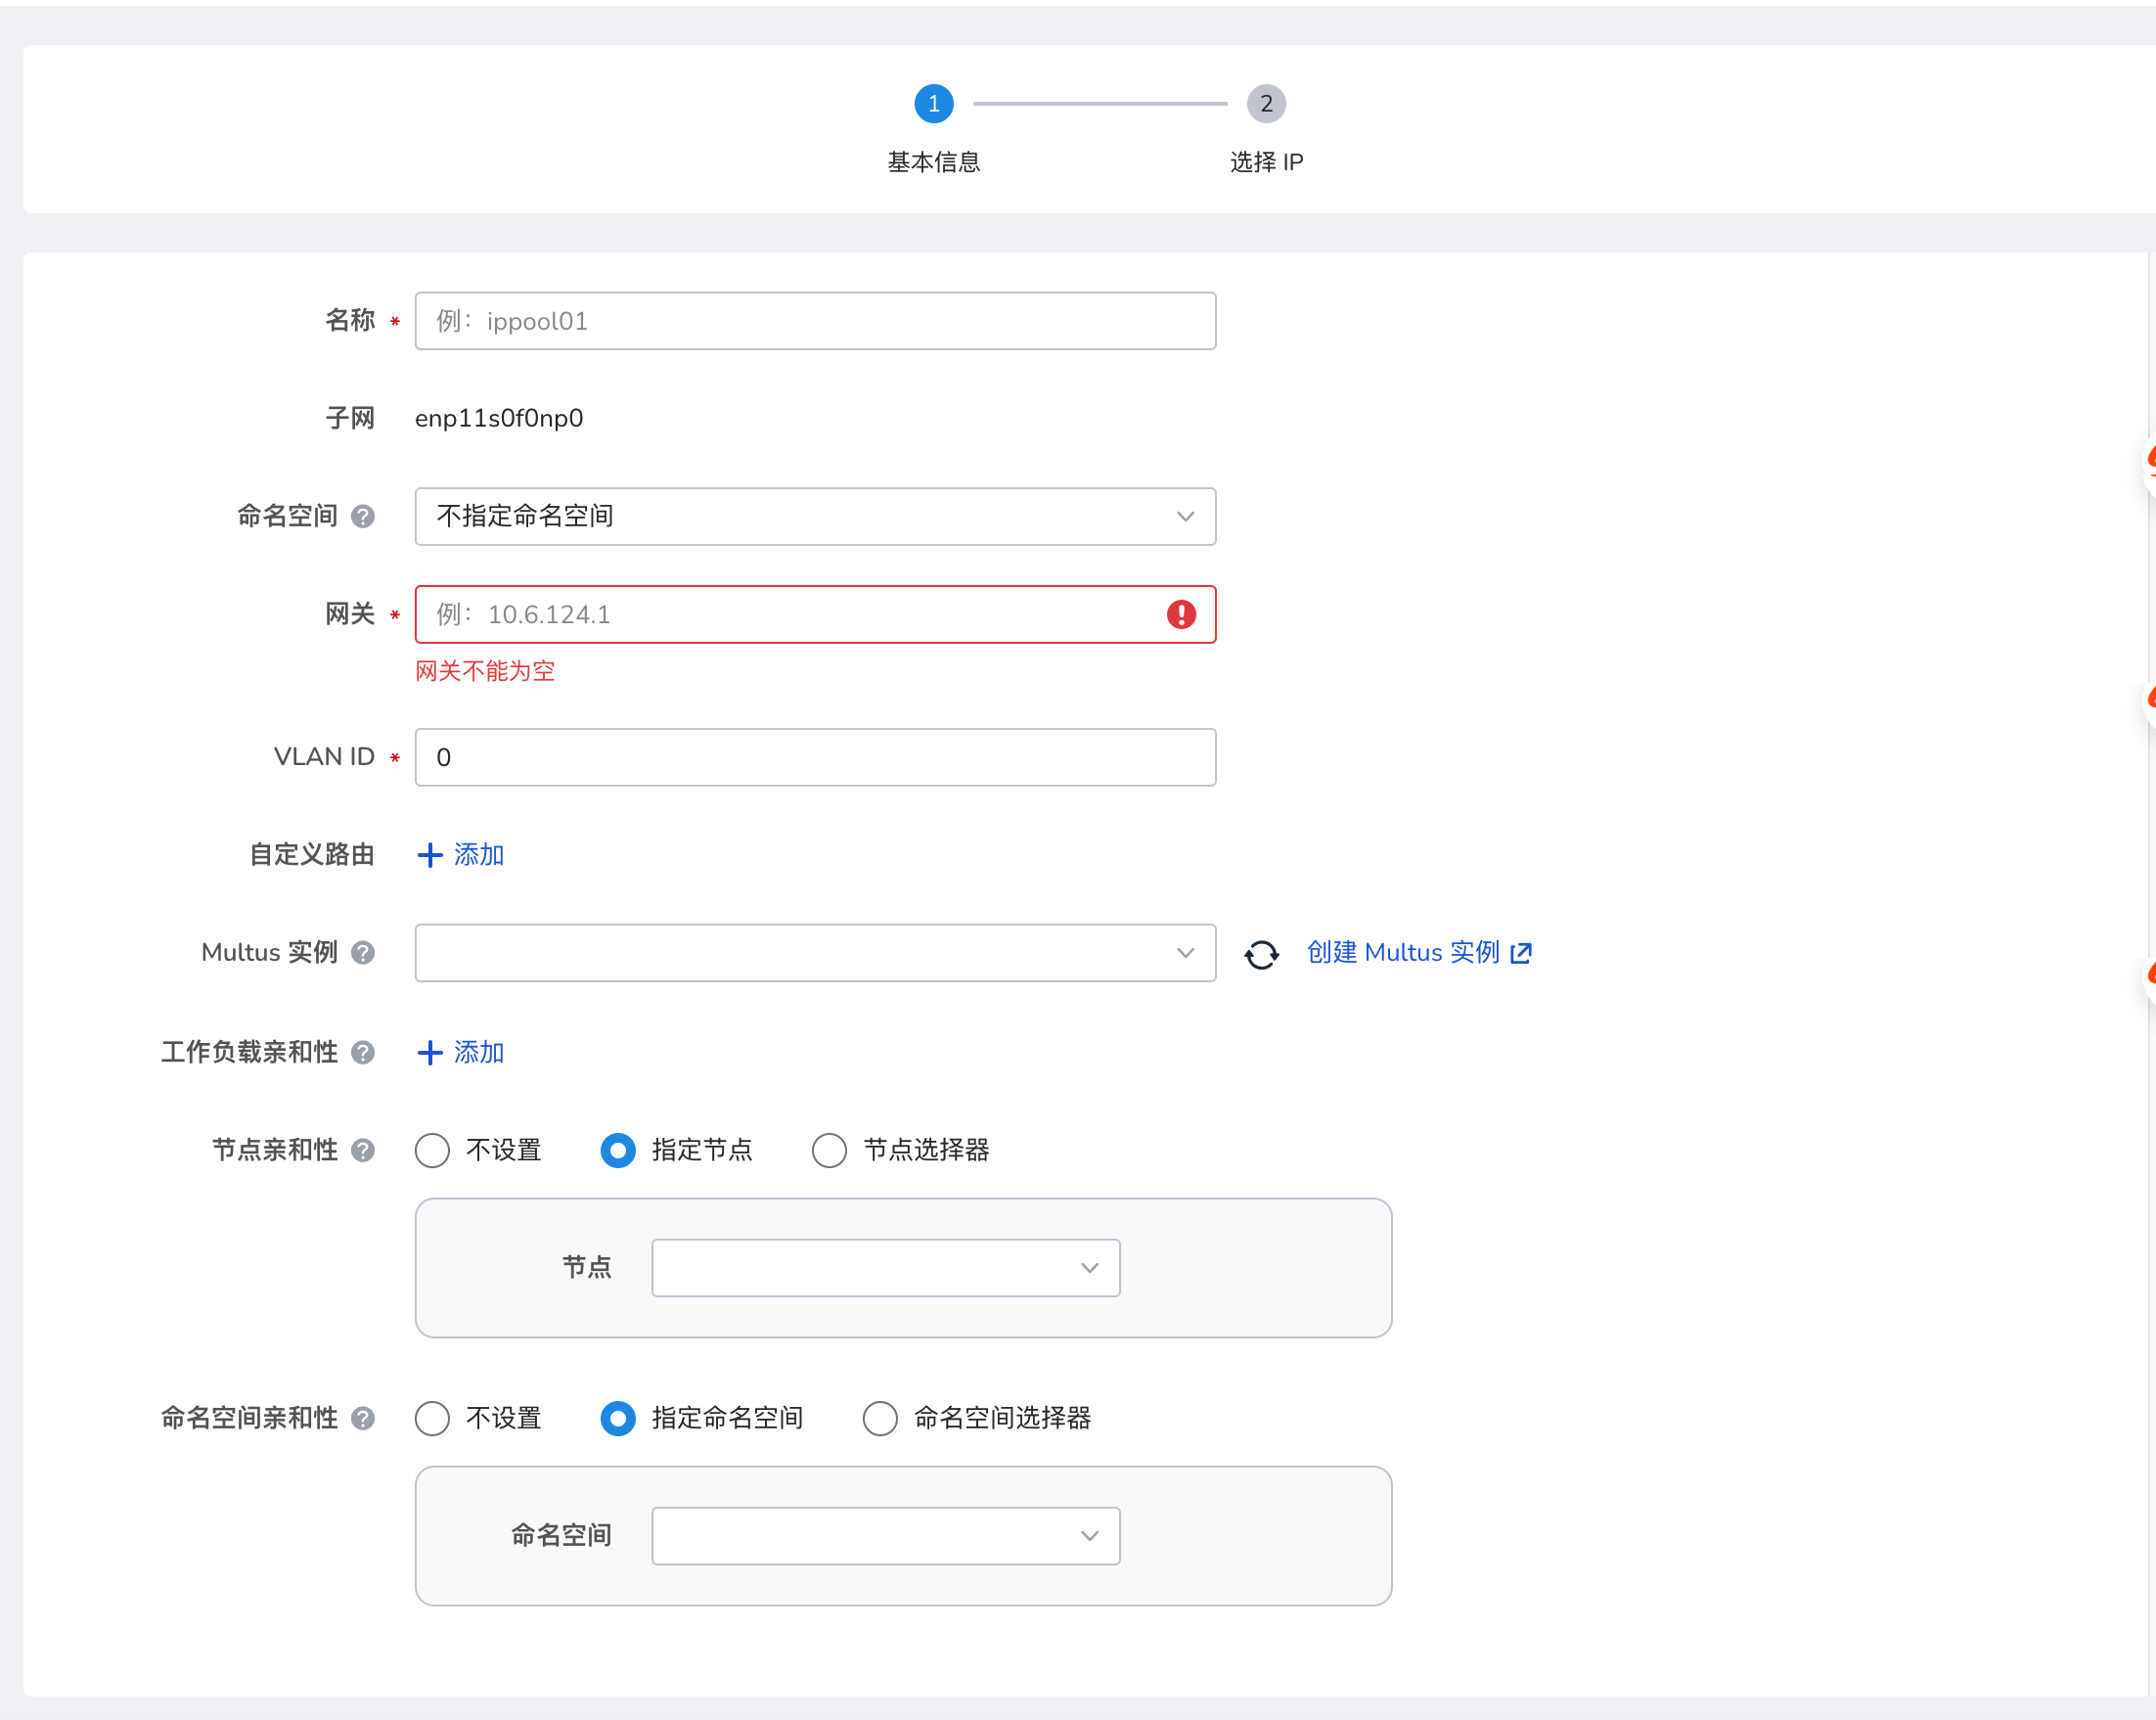 1
2
基本信息
选择 IP
名称 *
例：ippool01
子网
enp11s0f0np0
命名空间
不指定命名空间
网关 *
例：10.6.124.1
网关不能为空
VLAN ID *
0
自定义路由
添加
Multus 实例
创建 Multus 实例
工作负载亲和性
添加
节点亲和性
不设置
指定节点
节点选择器
节点
命名空间亲和性
不设置
指定命名空间
命名空间选择器
命名空间